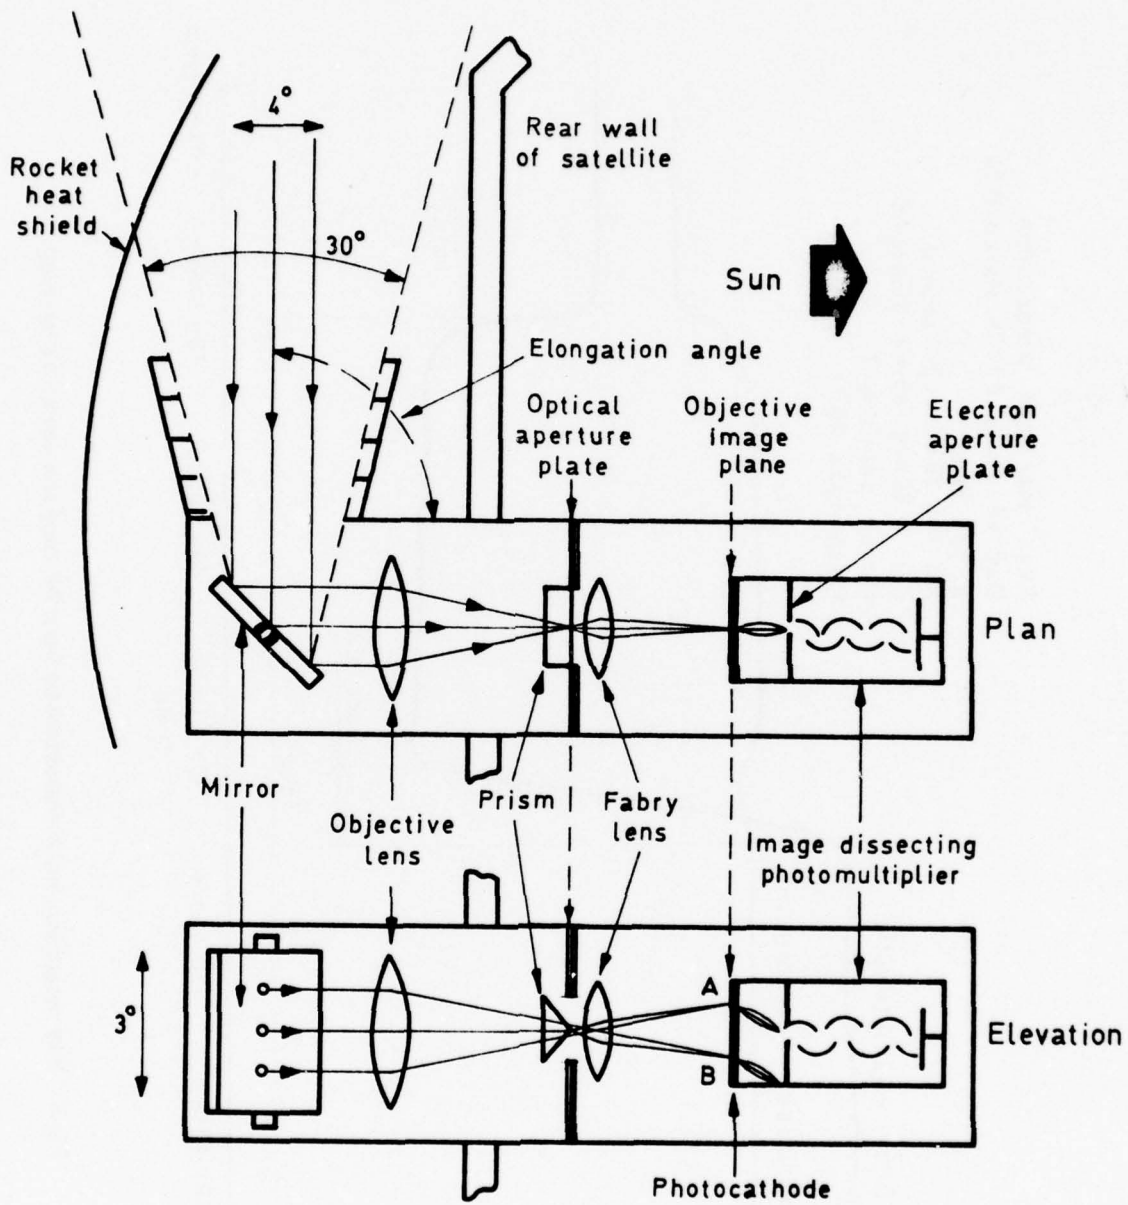 4°
Rear wall
of satellite
Rocket
heat
shield
30°
Sun
Elongation angle
Optical
aperture
plate
Objective
image
plane
Electron
aperture
plate
Plan
Mirror
Objective
lens
Prism
Fabry
lens
Image dissecting
photomultiplier
3°
A
B
Elevation
Photocathode